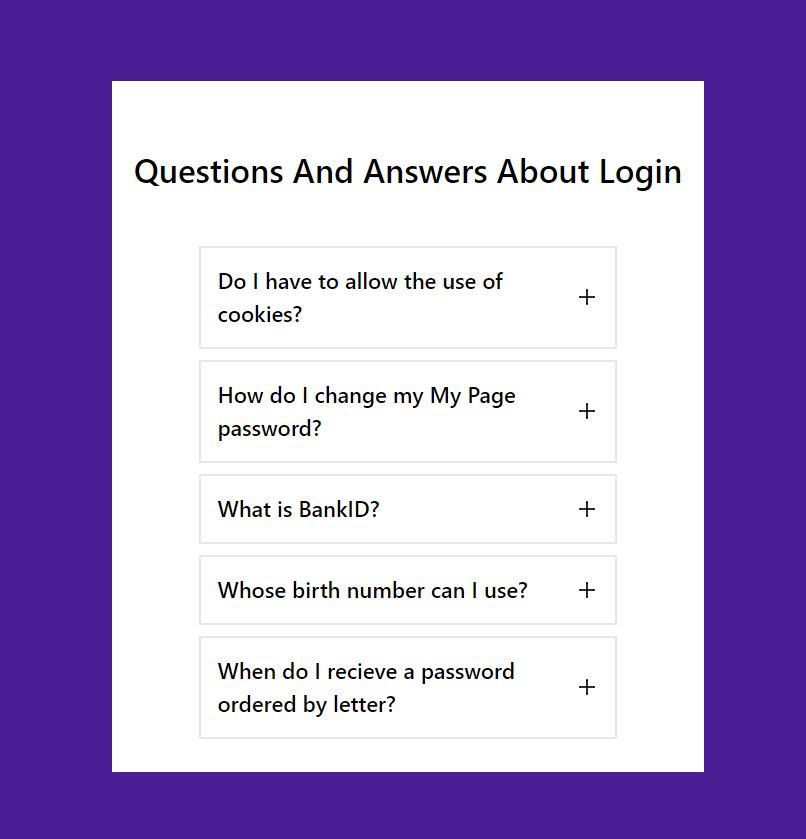 Questions And Answers About Login
Do I have to allow the use of
cookies?
How do I change my My Page
password?
What is BankID?
Whose birth number can I use?
When do I recieve a password
ordered by letter?